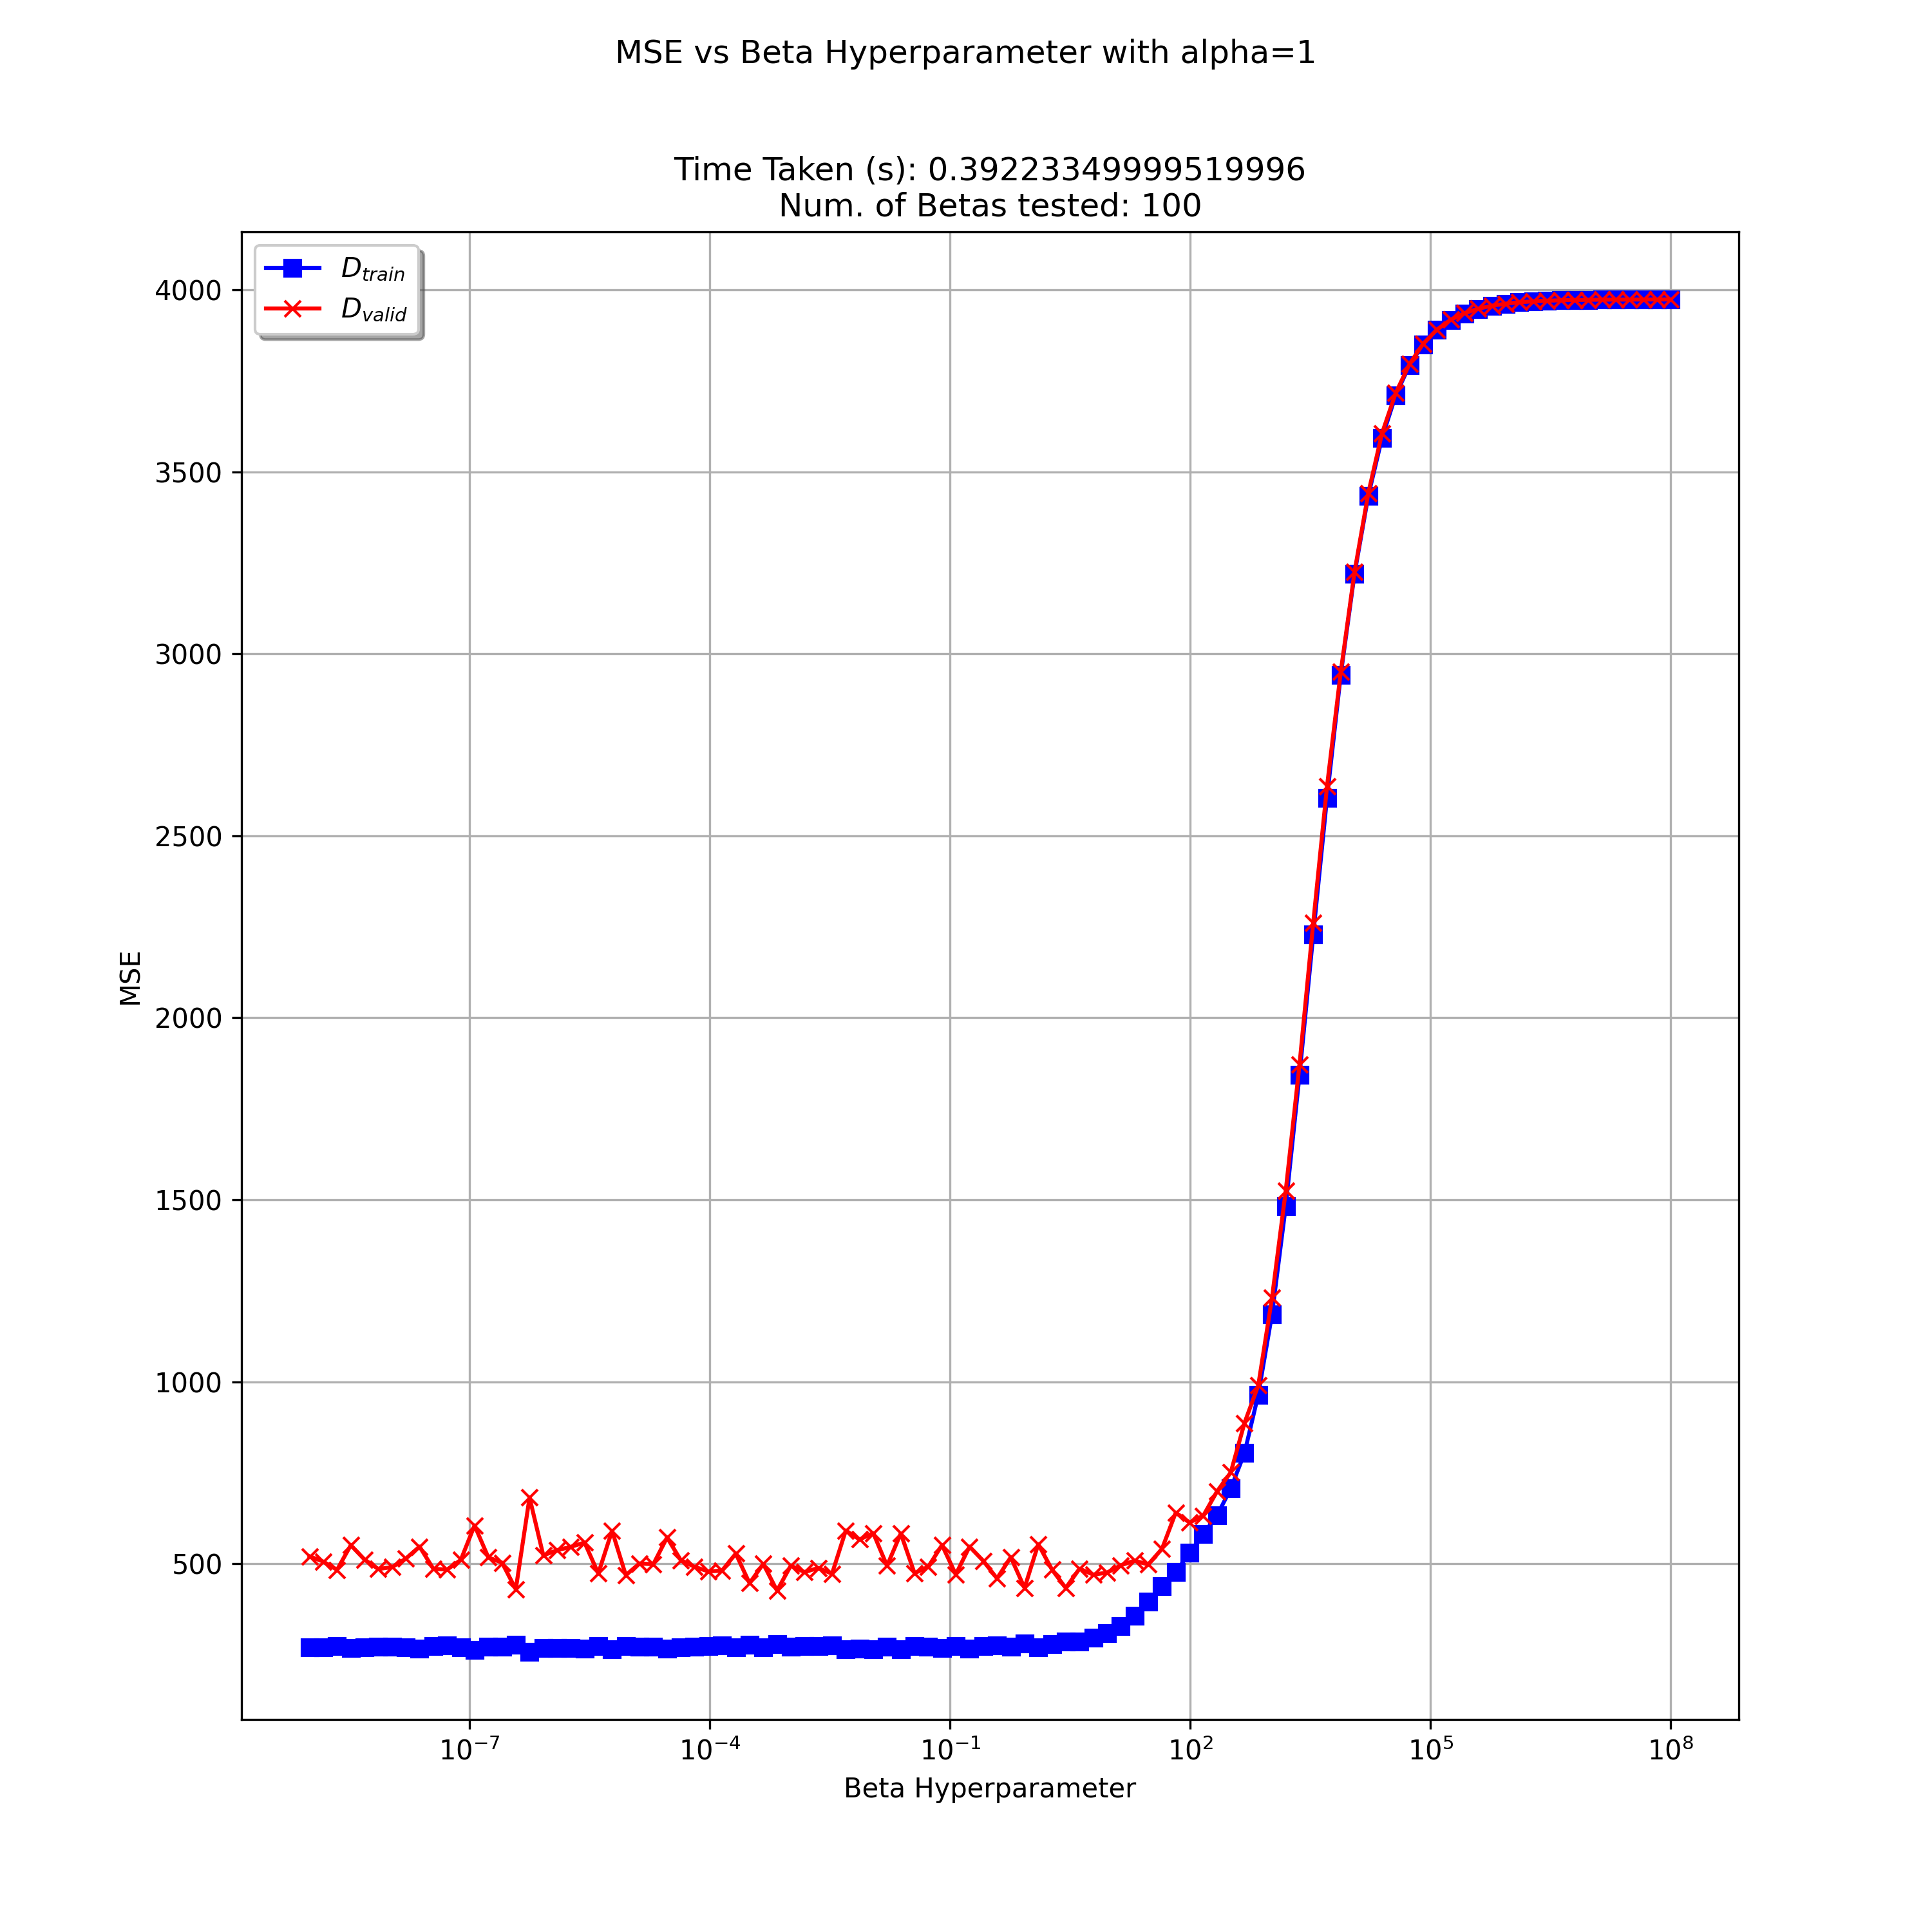 MSE vs Beta Hyperparameter with alpha=1
Time Taken (s): 0.39223349999519996
Num. of Betas tested: 100
D_train
D_valid
4000
3500
3000
2500
2000
1500
1000
500
MSE
10^−7
10^−4
10^−1
10^2
10^5
10^8
Beta Hyperparameter